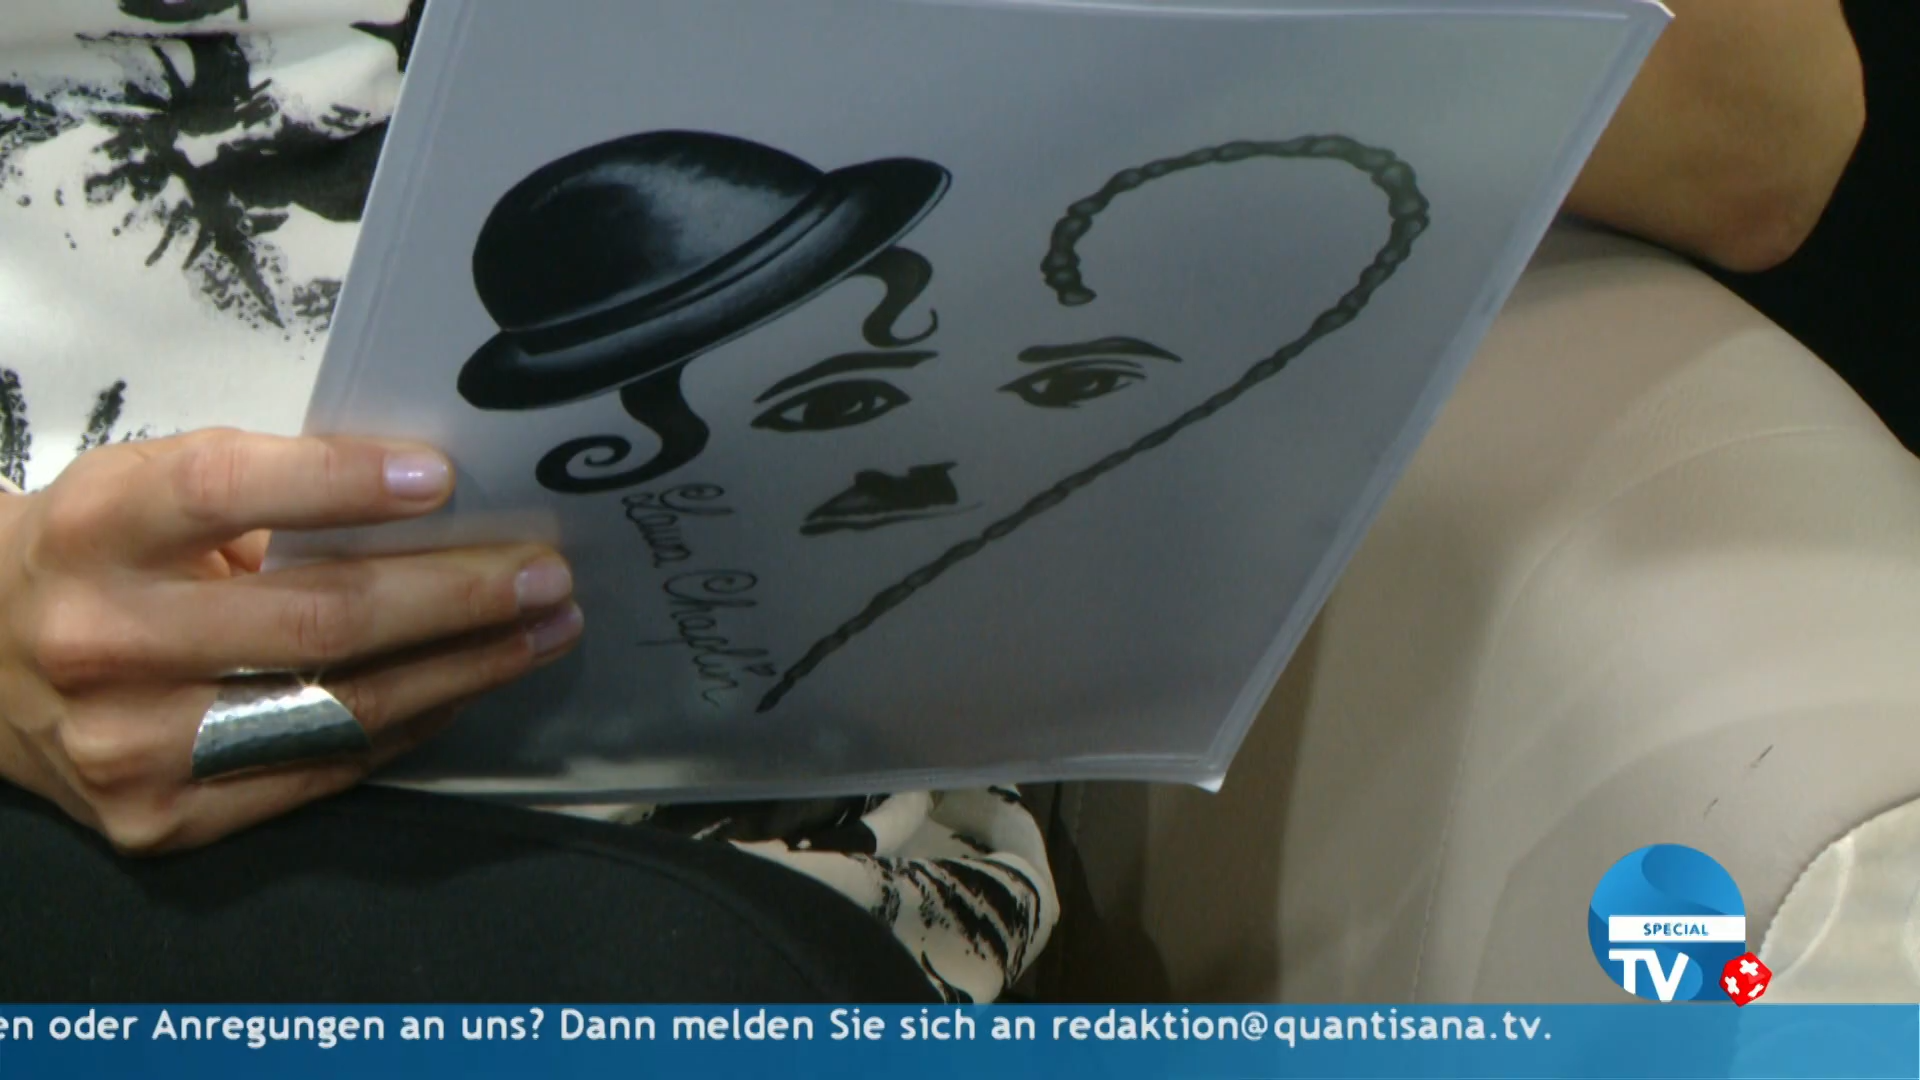 Laura Chaplin
SPECIAL
TV
en oder Anregungen an uns? Dann melden Sie sich an redaktion@quantisana.tv.